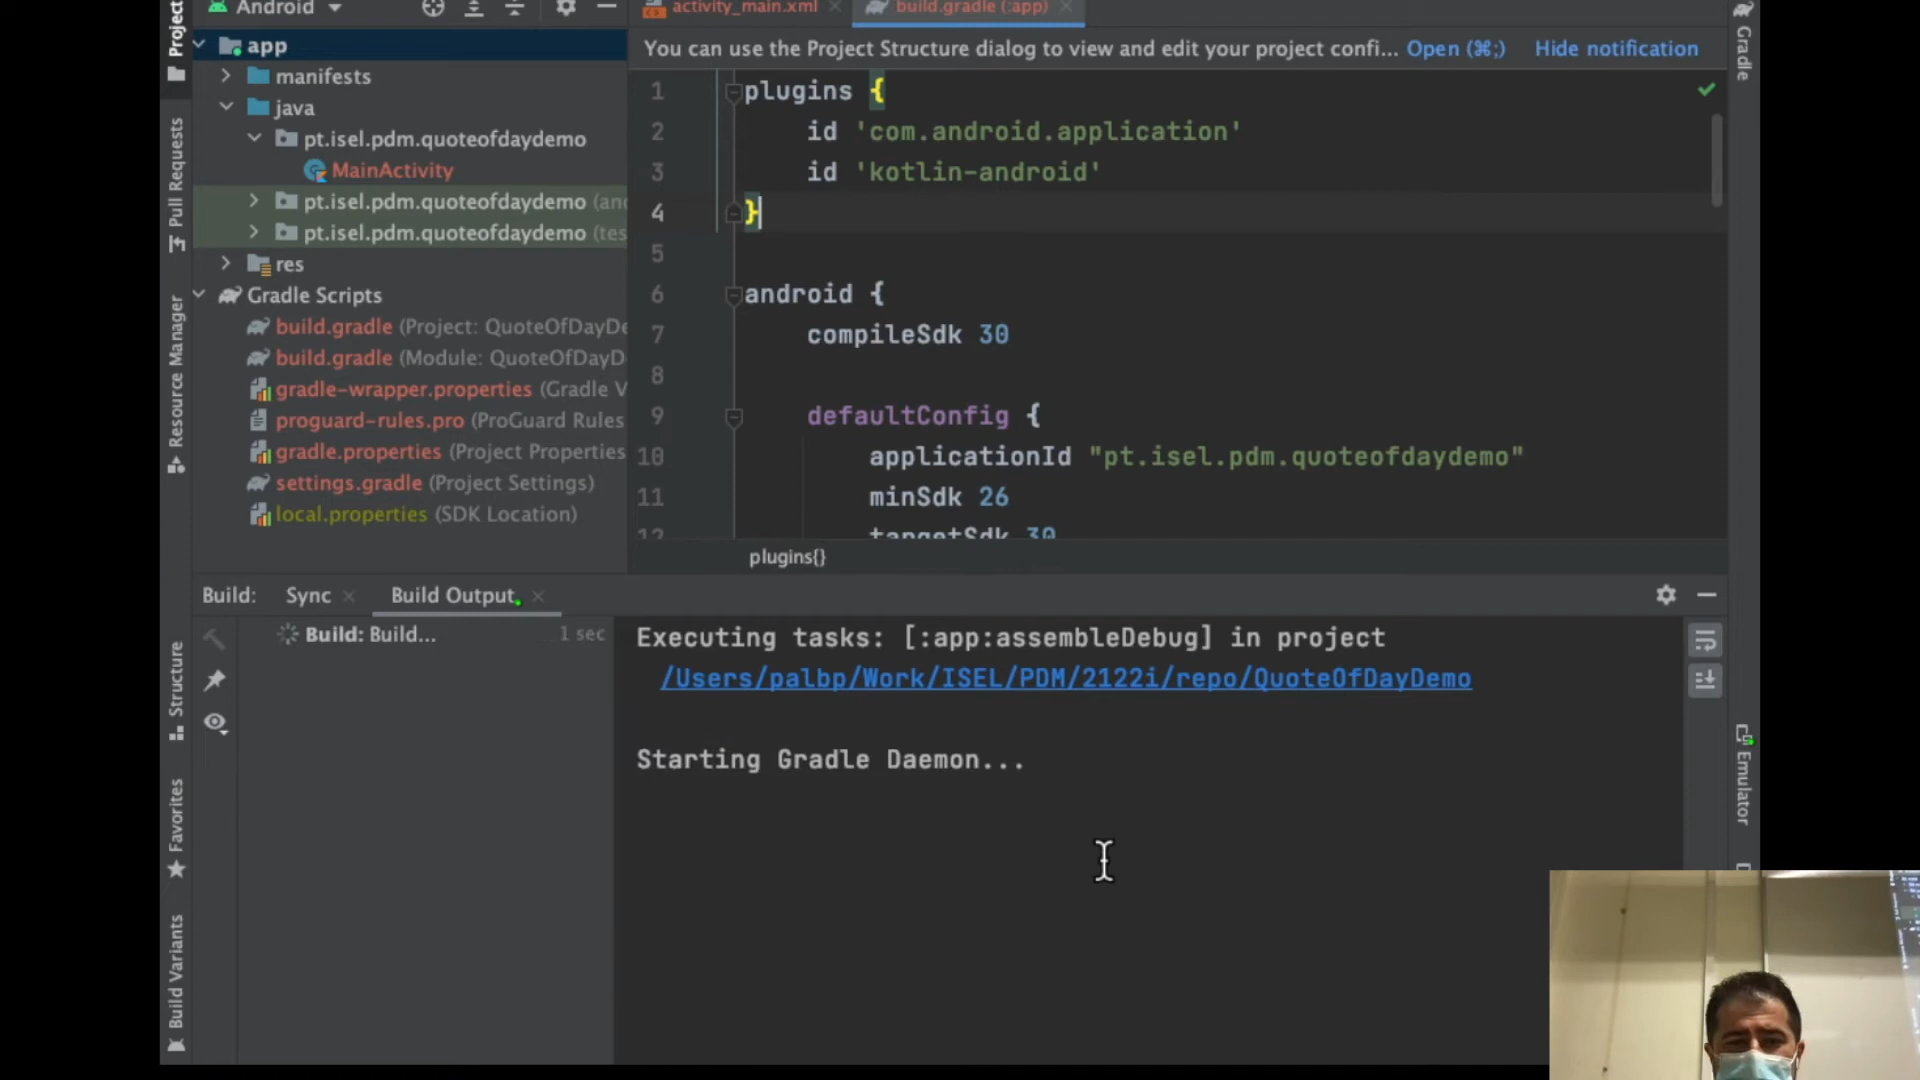 Project
Android
activity_main.xml
build.gradle (:app)
Gradle
app
You can use the Project Structure dialog to view and edit your project confi... Open (⌘;) Hide notification
manifests
java
pt.isel.pdm.quoteofdaydemo
MainActivity
pt.isel.pdm.quoteofdaydemo (and
pt.isel.pdm.quoteofdaydemo (tes
res
Gradle Scripts
build.gradle (Project: QuoteOfDayDe
build.gradle (Module: QuoteOfDayD
gradle-wrapper.properties (Gradle V
proguard-rules.pro (ProGuard Rules
gradle.properties (Project Properties
settings.gradle (Project Settings)
local.properties (SDK Location)
Pull Requests
Resource Manager
1 plugins {
2 id 'com.android.application'
3 id 'kotlin-android'
4 }
5
6 android {
7 compileSdk 30
8
9 defaultConfig {
10 applicationId "pt.isel.pdm.quoteofdaydemo"
11 minSdk 26
12 targetSdk 30
plugins{}
Build: Sync Build Output
Build: Build... 1 sec
Executing tasks: [:app:assembleDebug] in project
/Users/palbp/Work/ISEL/PDM/2122i/repo/QuoteOfDayDemo
Starting Gradle Daemon...
Structure
Favorites
Build Variants
Emulator